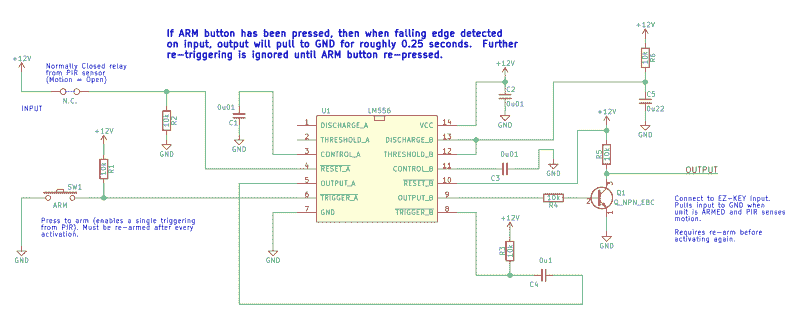 If ARM button has been pressed, then when falling edge detected
on input, output will pull to GND for roughly 0.25 seconds.  Further
re-triggering is ignored until ARM button re-pressed.
+12V
Normally Closed relay
from PIR sensor
(Motion = Open)
N.C.
INPUT
R2
10k
GND
0u01
C1
GND
+12V
R1
10k
SW1
ARM
GND
Press to arm (enables a single triggering
from PIR). Must be re-armed after every
activation.
U1
LM556
1 DISCHARGE_A
2 THRESHOLD_A
3 CONTROL_A
4 RESET_A
5 OUTPUT_A
6 TRIGGER_A
7 GND
VCC 14
DISCHARGE_B 13
THRESHOLD_B 12
CONTROL_B 11
RESET_B 10
OUTPUT_B 9
TRIGGER_B 8
GND
+12V
C2
0u01
GND
0u01
C3
GND
+12V
R6
10k
C5
0u22
GND
+12V
R5
10k
OUTPUT
10k
R4
Q1
Q_NPN_EBC
2
3
1
GND
+12V
R3
10k
0u1
C4
Connect to EZ-KEY input.
Pulls input to GND when
unit is ARMED and PIR senses
motion.
Requires re-arm before
activating again.